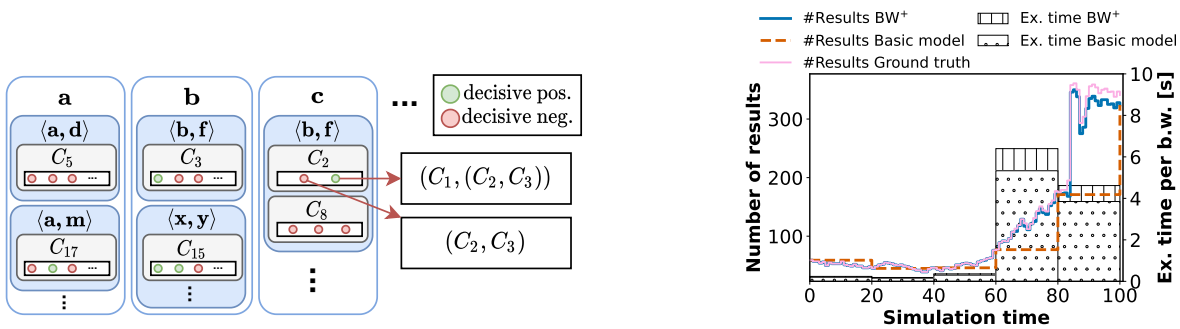 a
⟨a, d⟩
C5
...
⟨a, m⟩
C17
...
⋮
b
⟨b, f⟩
C3
...
⟨x, y⟩
C15
...
⋮
c
⟨b, f⟩
C2
C8
⋮
...
decisive pos.
decisive neg.
(C1, (C2, C3))
(C2, C3)
#Results BW+
#Results Basic model
#Results Ground truth
Ex. time BW+
Ex. time Basic model
Number of results
300
200
100
0 20 40 60 80 100
Simulation time
10
8
6
4
2
0
Ex. time per b.w. [s]